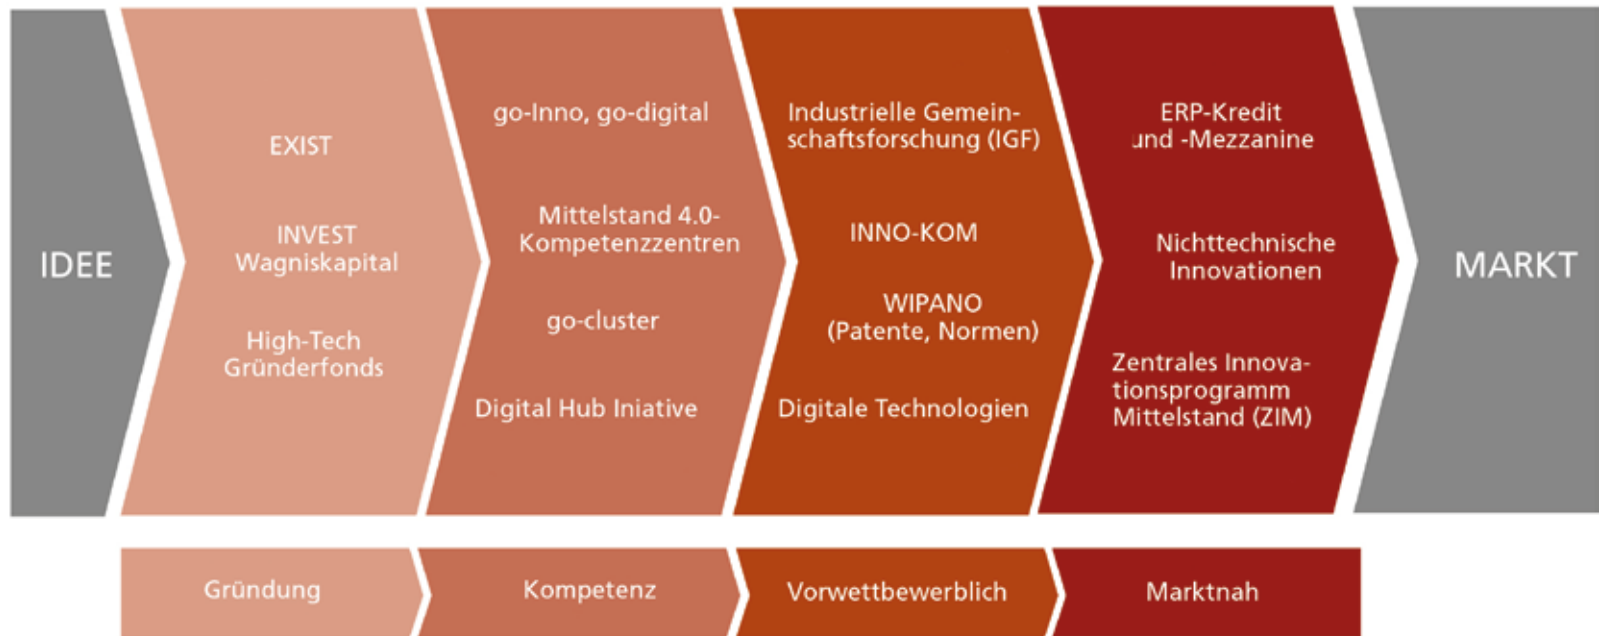 IDEE
EXIST
INVEST
Wagniskapital
High-Tech
Gründerfonds
go-Inno, go-digital
Mittelstand 4.0-
Kompetenzzentren
go-cluster
Digital Hub Iniative
Industrielle Gemein-
schaftsforschung (IGF)
INNO-KOM
WIPANO
(Patente, Normen)
Digitale Technologien
ERP-Kredit
und -Mezzanine
Nichttechnische
Innovationen
Zentrales Innova-
tionsprogramm
Mittelstand (ZIM)
MARKT
Gründung
Kompetenz
Vorwettbewerblich
Marktnah